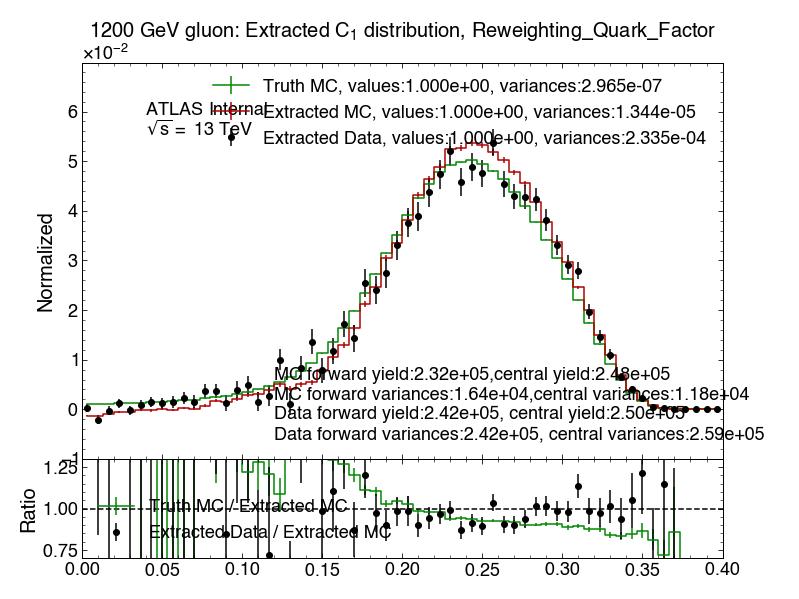 1200 GeV gluon: Extracted C₁ distribution, Reweighting_Quark_Factor
×10⁻²
Truth MC, values:1.000e+00, variances:2.965e-07
ATLAS Internal
Extracted MC, values:1.000e+00, variances:1.344e-05
√s = 13 TeV
Extracted Data, values:1.000e+00, variances:2.335e-04
Normalized
6
5
4
3
2
1
0
−1
MC forward yield:2.32e+05,central yield:2.48e+05
MC forward variances:1.64e+04,central variances:1.18e+04
Data forward yield:2.42e+05, central yield:2.50e+05
Data forward variances:2.42e+05, central variances:2.59e+05
Ratio
1.25
1.00
0.75
Truth MC / Extracted MC
Extracted Data / Extracted MC
0.00 0.05 0.10 0.15 0.20 0.25 0.30 0.35 0.40